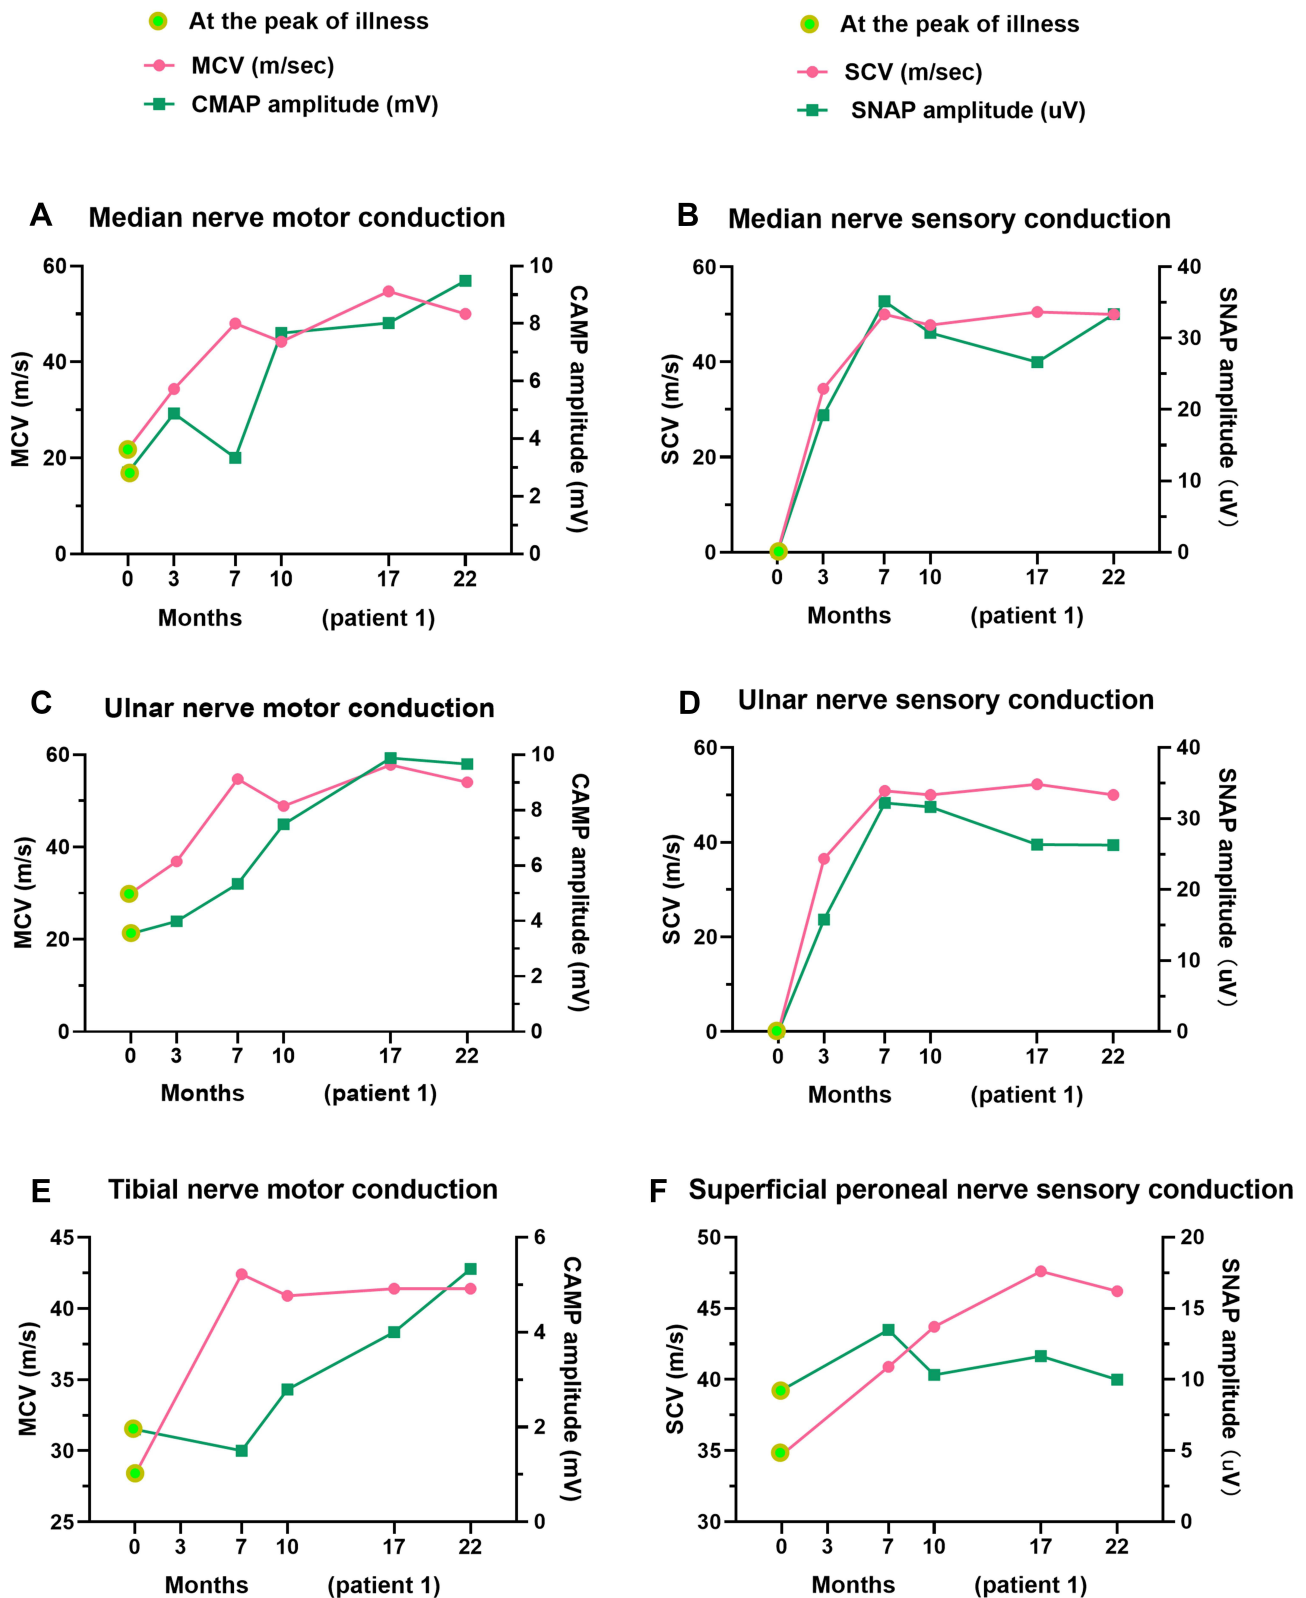 At the peak of illness
MCV (m/sec)
CMAP amplitude (mV)
At the peak of illness
SCV (m/sec)
SNAP amplitude (uV)
A Median nerve motor conduction
60
40
20
0
MCV (m/s)
10
8
6
4
2
0
CAMP amplitude (mV)
0 3 7 10 17 22
Months (patient 1)
B Median nerve sensory conduction
60
40
20
0
SCV (m/s)
40
30
20
10
0
SNAP amplitude (uV)
0 3 7 10 17 22
Months (patient 1)
C Ulnar nerve motor conduction
60
40
20
0
MCV (m/s)
10
8
6
4
2
0
CAMP amplitude (mV)
0 3 7 10 17 22
Months (patient 1)
D Ulnar nerve sensory conduction
60
40
20
0
SCV (m/s)
40
30
20
10
0
SNAP amplitude (uV)
0 3 7 10 17 22
Months (patient 1)
E Tibial nerve motor conduction
45
40
35
30
25
MCV (m/s)
6
4
2
0
CAMP amplitude (mV)
0 3 7 10 17 22
Months (patient 1)
F Superficial peroneal nerve sensory conduction
50
45
40
35
30
SCV (m/s)
20
15
10
5
0
SNAP amplitude (uV)
0 3 7 10 17 22
Months (patient 1)